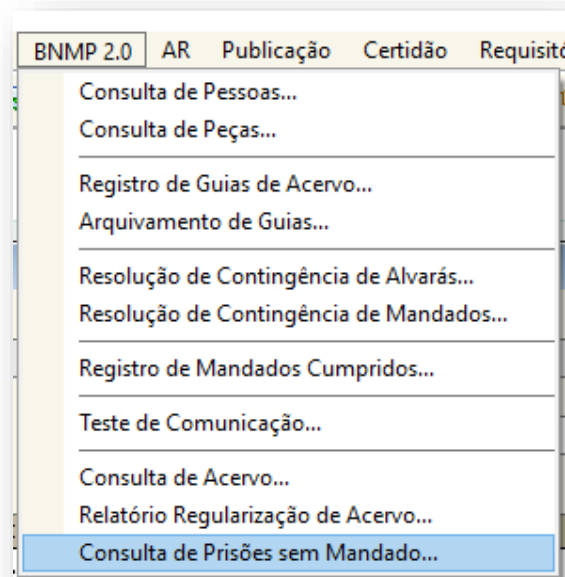 BNMP 2.0 AR Publicação Certidão Requisitó
Consulta de Pessoas...
Consulta de Peças...
Registro de Guias de Acervo...
Arquivamento de Guias...
Resolução de Contingência de Alvarás...
Resolução de Contingência de Mandados...
Registro de Mandados Cumpridos...
Teste de Comunicação...
Consulta de Acervo...
Relatório Regularização de Acervo...
Consulta de Prisões sem Mandado...